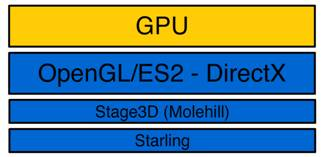 GPU
OpenGL/ES2 - DirectX
Stage3D (Molehill)
Starling